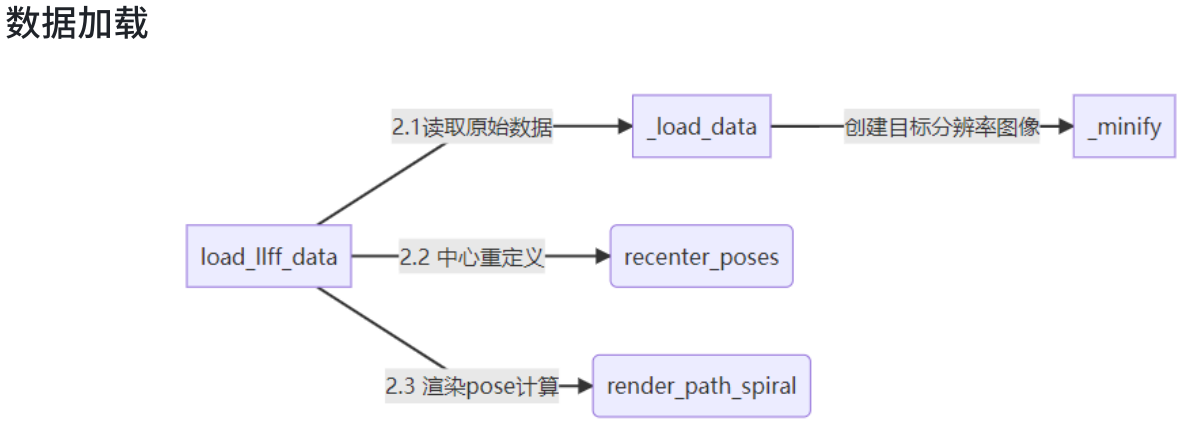 数据加载
2.1读取原始数据
_load_data
创建目标分辨率图像
_minify
load_llff_data
2.2 中心重定义
recenter_poses
2.3 渲染pose计算
render_path_spiral